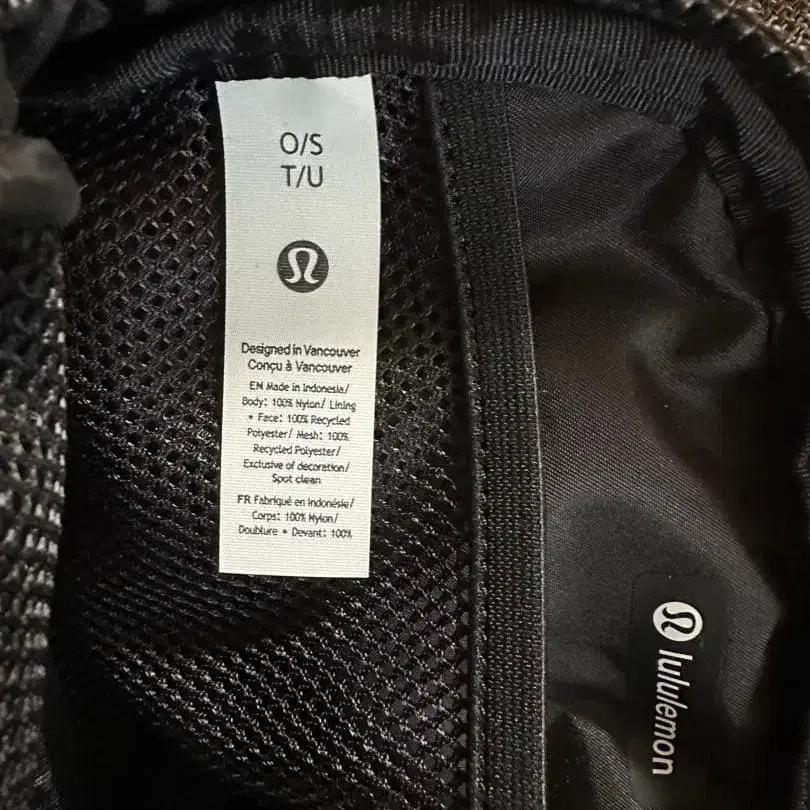 O/S
T/U
Designed in Vancouver
Conçu à Vancouver
EN Made in Indonesia/
Body: 100% Nylon/ Lining
+ Face: 100% Recycled
Polyester/ Mesh: 100%
Recycled Polyester/
Exclusive of decoration/
Spot clean
FR Fabriqué en Indonésie/
Corps: 100% Nylon/
Doublure + Devant: 100%
lululemon